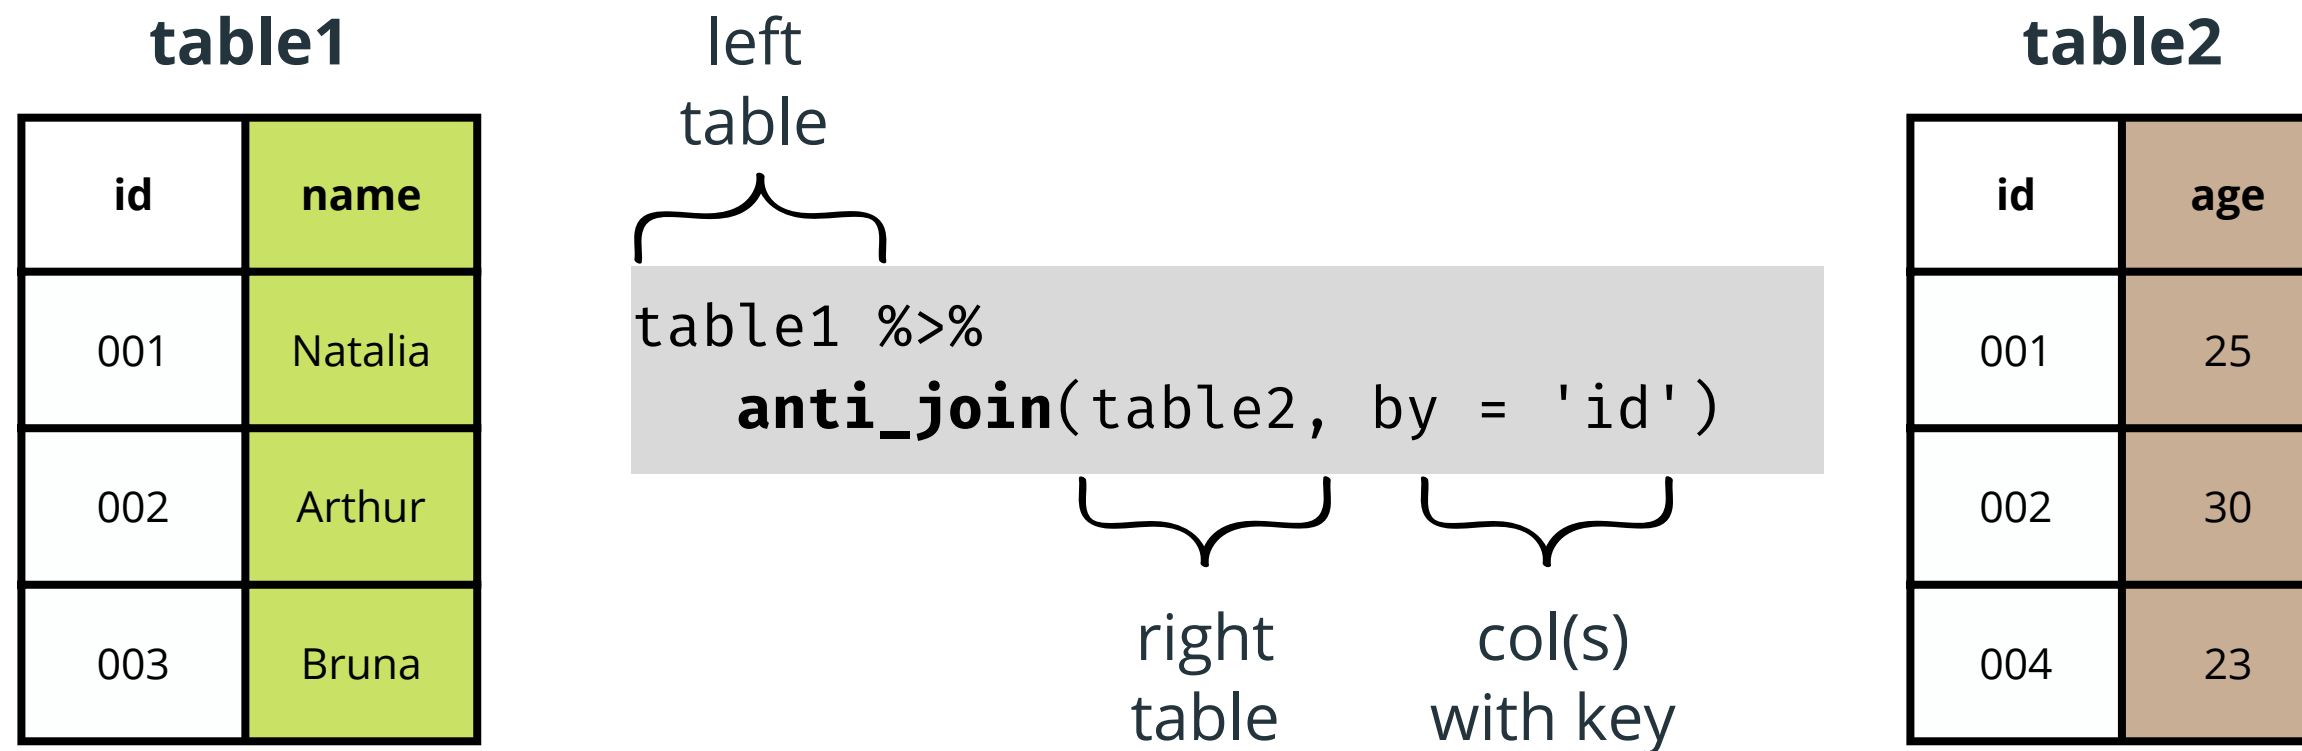 table1
id name
001 Natalia
002 Arthur
003 Bruna
left
table
table1 %>%
anti_join(table2, by = 'id')
right
table
col(s)
with key
table2
id age
001 25
002 30
004 23